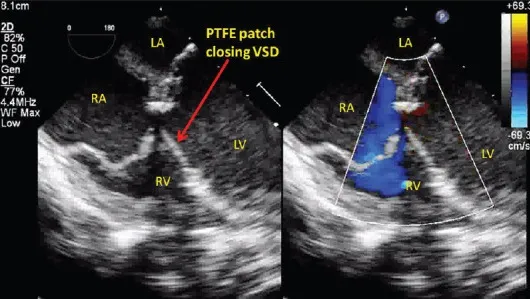 8.1cm
2D
82%
C 50
P Off
Gen
CF
77%
4.4MHz
WF Max
Low
0
180
LA
PTFE patch
closing VSD
RA
LV
RV
LA
RA
LV
RV
P
+69.3
-69.3
cm/s